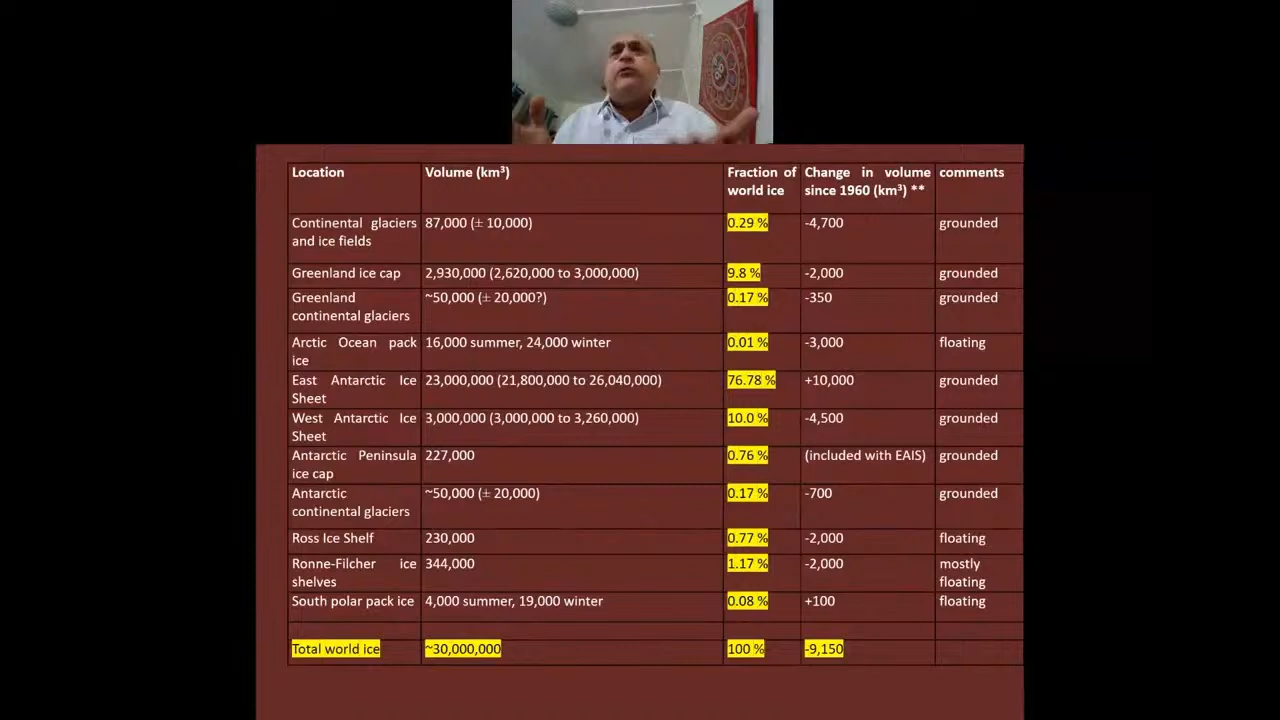 Location Volume (km³) Fraction of world ice Change in volume since 1960 (km³) ** comments
Continental glaciers and ice fields 87,000 (± 10,000) 0.29 % -4,700 grounded
Greenland ice cap 2,930,000 (2,620,000 to 3,000,000) 9.8 % -2,000 grounded
Greenland continental glaciers ~50,000 (± 20,000?) 0.17 % -350 grounded
Arctic Ocean pack ice 16,000 summer, 24,000 winter 0.01 % -3,000 floating
East Antarctic Ice Sheet 23,000,000 (21,800,000 to 26,040,000) 76.78 % +10,000 grounded
West Antarctic Ice Sheet 3,000,000 (3,000,000 to 3,260,000) 10.0 % -4,500 grounded
Antarctic Peninsula ice cap 227,000 0.76 % (included with EAIS) grounded
Antarctic continental glaciers ~50,000 (± 20,000) 0.17 % -700 grounded
Ross Ice Shelf 230,000 0.77 % -2,000 floating
Ronne-Filcher ice shelves 344,000 1.17 % -2,000 mostly floating
South polar pack ice 4,000 summer, 19,000 winter 0.08 % +100 floating
Total world ice ~30,000,000 100 % -9,150